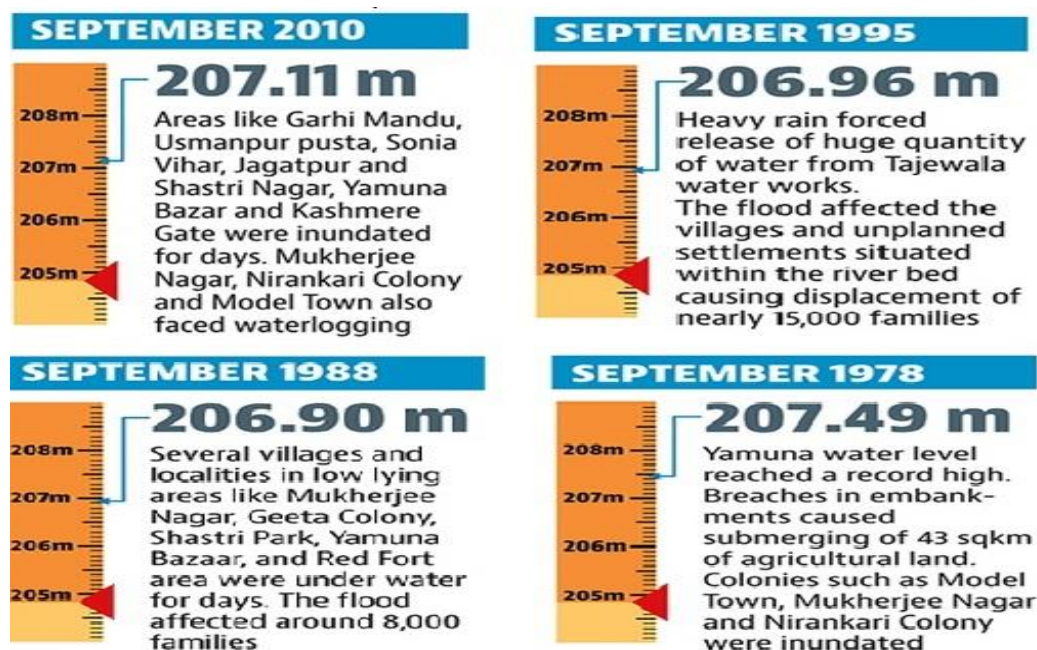 SEPTEMBER 2010
207.11 m
208m
207m
206m
205m
Areas like Garhi Mandu,
Usmanpur pusta, Sonia
Vihar, Jagatpur and
Shastri Nagar, Yamuna
Bazar and Kashmere
Gate were inundated
for days. Mukherjee
Nagar, Nirankari Colony
and Model Town also
faced waterlogging
SEPTEMBER 1995
206.96 m
208m
207m
206m
205m
Heavy rain forced
release of huge quantity
of water from Tajewala
water works.
The flood affected the
villages and unplanned
settlements situated
within the river bed
causing displacement of
nearly 15,000 families
SEPTEMBER 1988
206.90 m
208m
207m
206m
205m
Several villages and
localities in low lying
areas like Mukherjee
Nagar, Geeta Colony,
Shastri Park, Yamuna
Bazaar, and Red Fort
area were under water
for days. The flood
affected around 8,000
families
SEPTEMBER 1978
207.49 m
208m
207m
206m
205m
Yamuna water level
reached a record high.
Breaches in embank-
ments caused
submerging of 43 sqkm
of agricultural land.
Colonies such as Model
Town, Mukherjee Nagar
and Nirankari Colony
were inundated